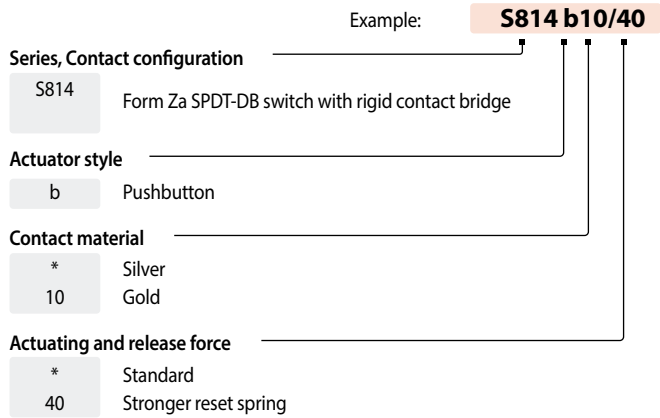 Example: S814 b10/40
Series, Contact configuration
S814 Form Za SPDT-DB switch with rigid contact bridge
Actuator style
b Pushbutton
Contact material
* Silver
10 Gold
Actuating and release force
* Standard
40 Stronger reset spring